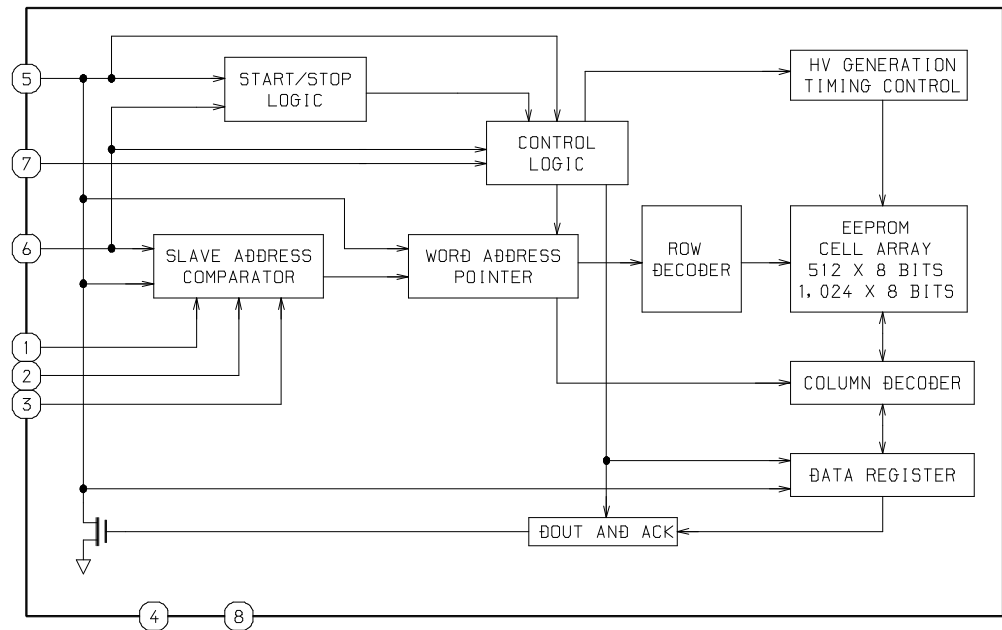 5
START/STOP
LOGIC
HV GENERATION
TIMING CONTROL
7
CONTROL
LOGIC
6
SLAVE ADDRESS
COMPARATOR
WORD ADDRESS
POINTER
ROW
DECODER
EEPROM
CELL ARRAY
512 X 8 BITS
1,024 X 8 BITS
1
2
3
COLUMN DECODER
DATA REGISTER
DOUT AND ACK
4
8